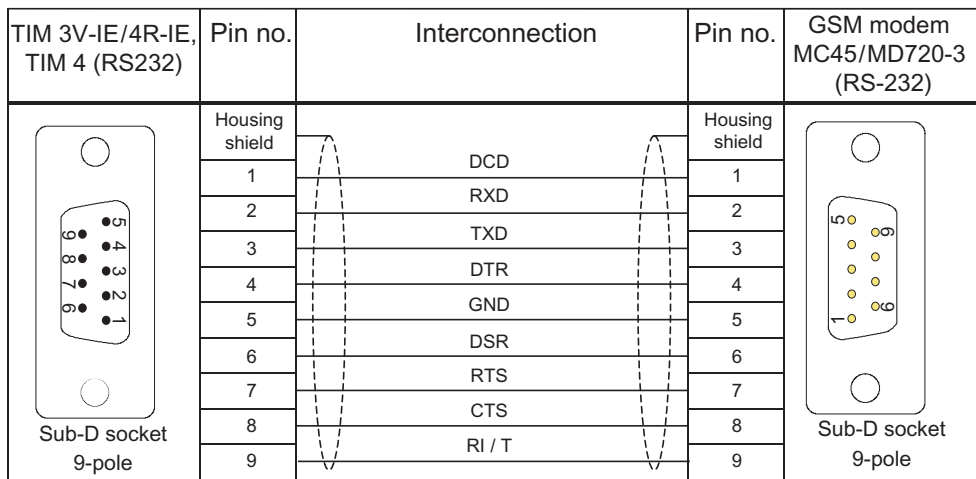 TIM 3V-IE/4R-IE,
TIM 4 (RS232)
Pin no.
Interconnection
Pin no.
GSM modem
MC45/MD720-3
(RS-232)
5
9
4
8
3
7
2
6
1
Sub-D socket
9-pole
Housing
shield
1
2
3
4
5
6
7
8
9
DCD
RXD
TXD
DTR
GND
DSR
RTS
CTS
RI / T
Housing
shield
1
2
3
4
5
6
7
8
9
5
9
6
1
Sub-D socket
9-pole